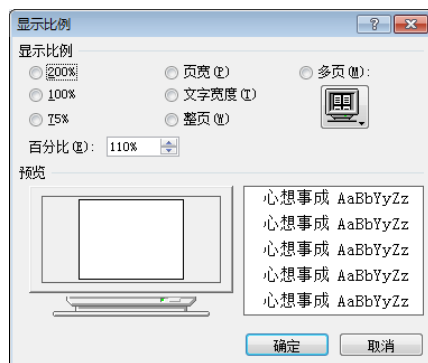 显示比例
显示比例
200% 页宽(P) 多页(M):
100% 文字宽度(T)
75% 整页(W)
百分比(E): 110%
预览
心想事成 AaBbYyZz
心想事成 AaBbYyZz
心想事成 AaBbYyZz
心想事成 AaBbYyZz
心想事成 AaBbYyZz
确定 取消